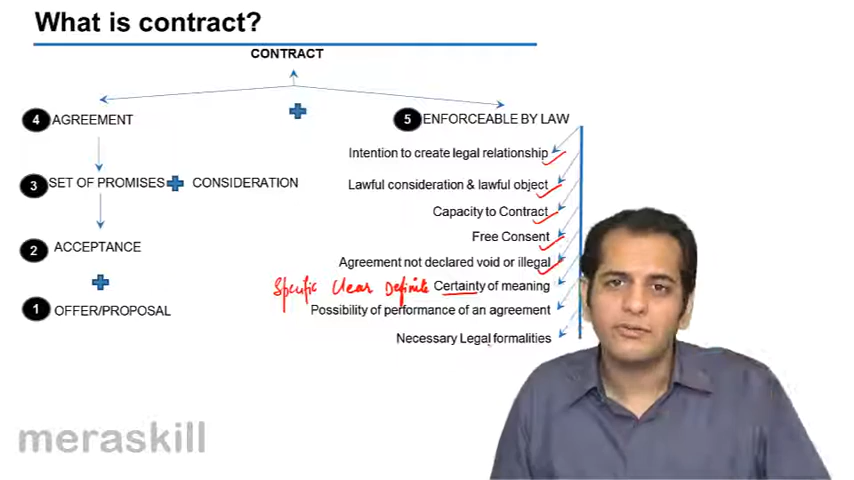 What is contract?
CONTRACT
4 AGREEMENT
5 ENFORCEABLE BY LAW
Intention to create legal relationship
3 SET OF PROMISES CONSIDERATION
Lawful consideration & lawful object
Capacity to Contract
Free Consent
2 ACCEPTANCE
Agreement not declared void or illegal
Specific Clear Definite Certainty of meaning
1 OFFER/PROPOSAL
Possibility of performance of an agreement
Necessary Legal formalities
meraskill